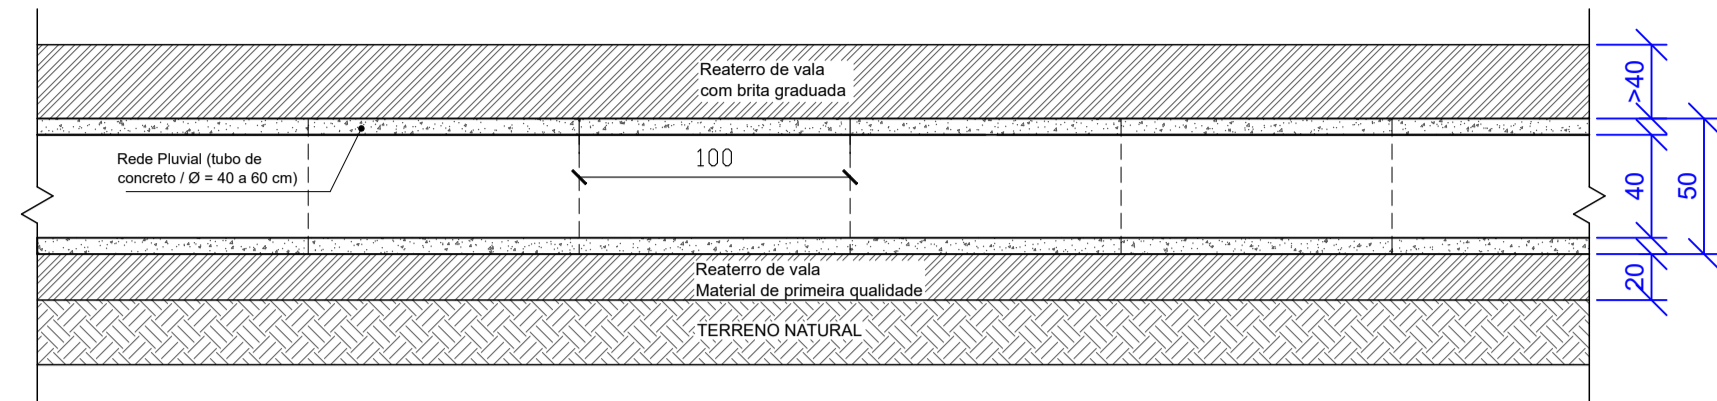 Reaterro de vala
com brita graduada
>40
Rede Pluvial (tubo de
concreto / Ø = 40 a 60 cm)
100
40
50
Reaterro de vala
Material de primeira qualidade
20
TERRENO NATURAL